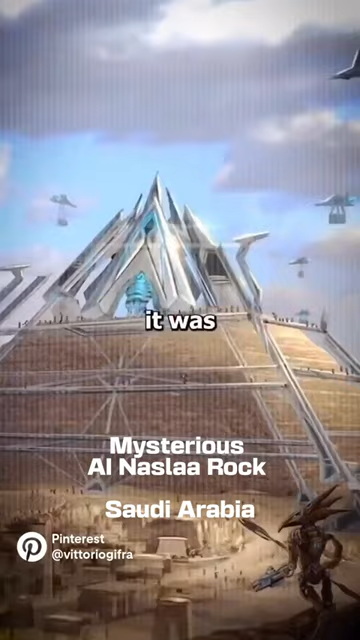 it was
Mysterious
Al Naslaa Rock
Saudi Arabia
Pinterest
@vittoriogifra